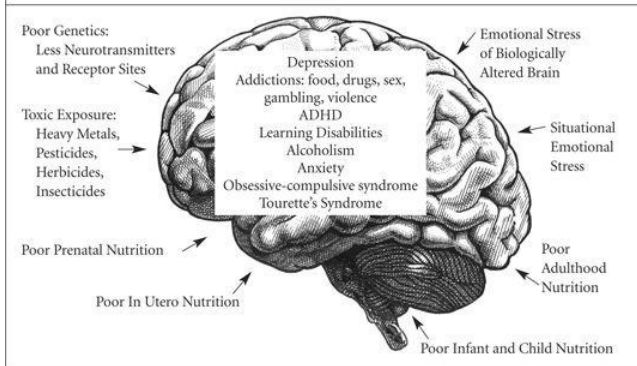 Poor Genetics:
Less Neurotransmitters
and Receptor Sites
Toxic Exposure:
Heavy Metals,
Pesticides,
Herbicides,
Insecticides
Poor Prenatal Nutrition
Poor In Utero Nutrition
Depression
Addictions: food, drugs, sex,
gambling, violence
ADHD
Learning Disabilities
Alcoholism
Anxiety
Obsessive-compulsive syndrome
Tourette's Syndrome
Emotional Stress
of Biologically
Altered Brain
Situational
Emotional
Stress
Poor
Adulthood
Nutrition
Poor Infant and Child Nutrition